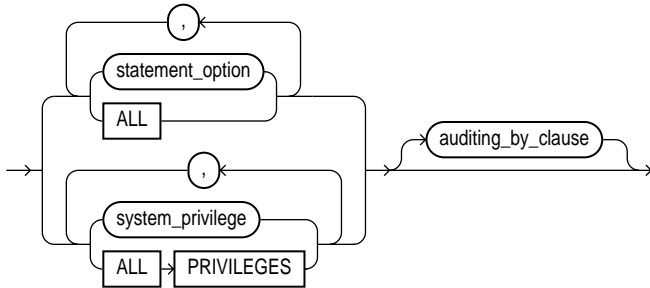 ,
statement_option
ALL
auditing_by_clause
,
system_privilege
ALL PRIVILEGES